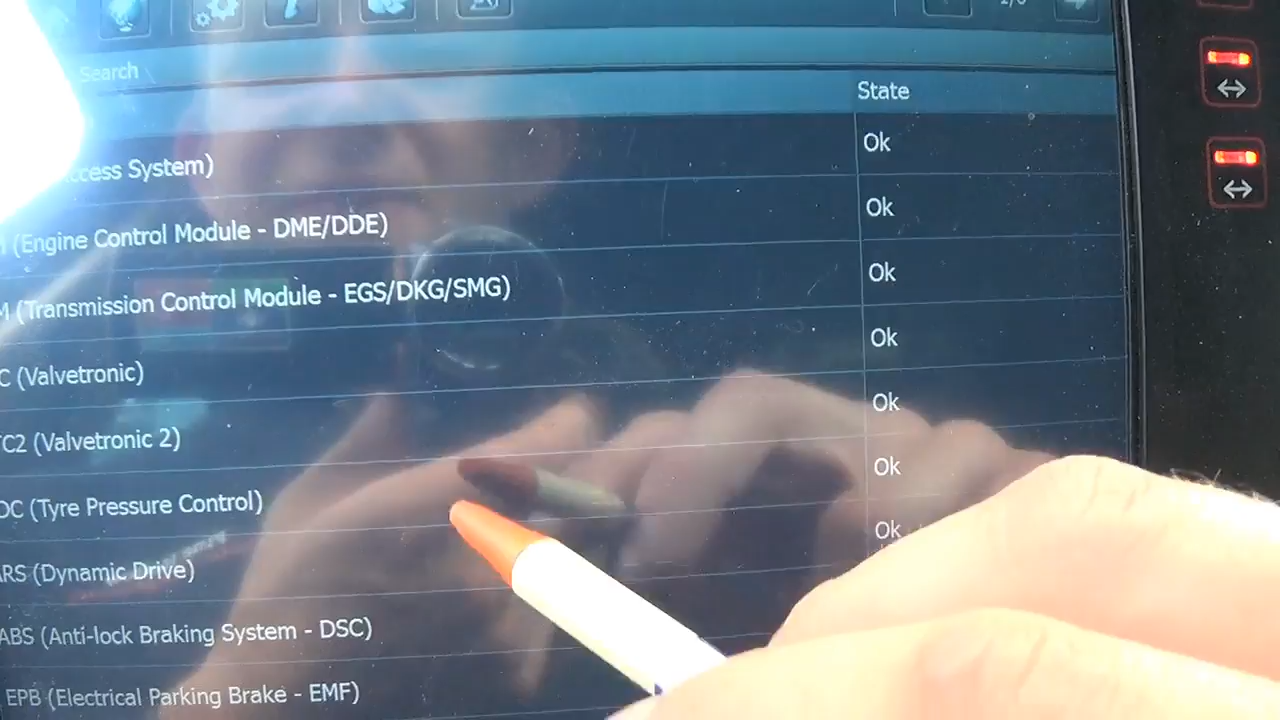 Search
State
Access System) Ok
(Engine Control Module - DME/DDE) Ok
(Transmission Control Module - EGS/DKG/SMG) Ok
C (Valvetronic) Ok
TC2 (Valvetronic 2) Ok
DC (Tyre Pressure Control) Ok
ARS (Dynamic Drive) Ok
ABS (Anti-lock Braking System - DSC)
EPB (Electrical Parking Brake - EMF)